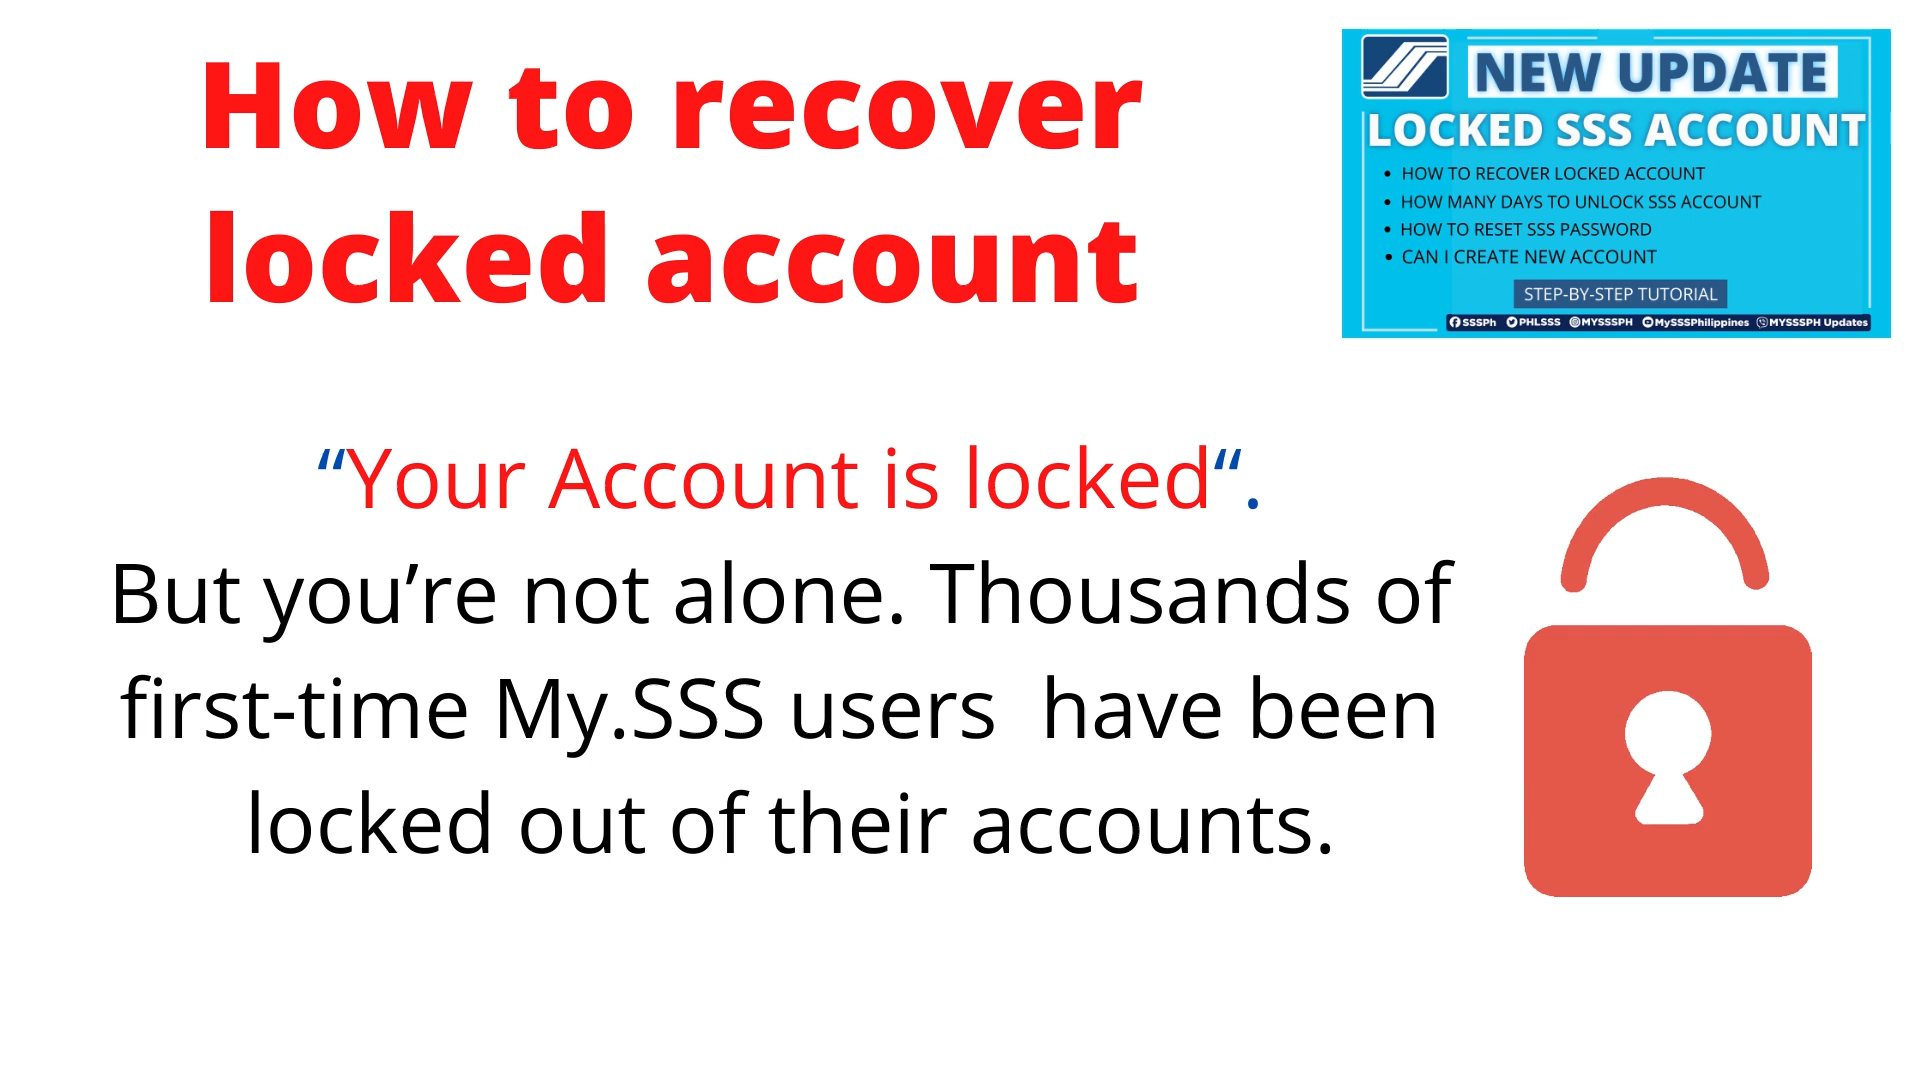 How to recover
locked account
NEW UPDATE
LOCKED SSS ACCOUNT
• HOW TO RECOVER LOCKED ACCOUNT
• HOW MANY DAYS TO UNLOCK SSS ACCOUNT
• HOW TO RESET SSS PASSWORD
• CAN I CREATE NEW ACCOUNT
STEP-BY-STEP TUTORIAL
SSSPh PHLSSS MYSSSPH MySSSPhilippines MYSSSPH Updates
“Your Account is locked“.
But you’re not alone. Thousands of
first-time My.SSS users  have been
locked out of their accounts.